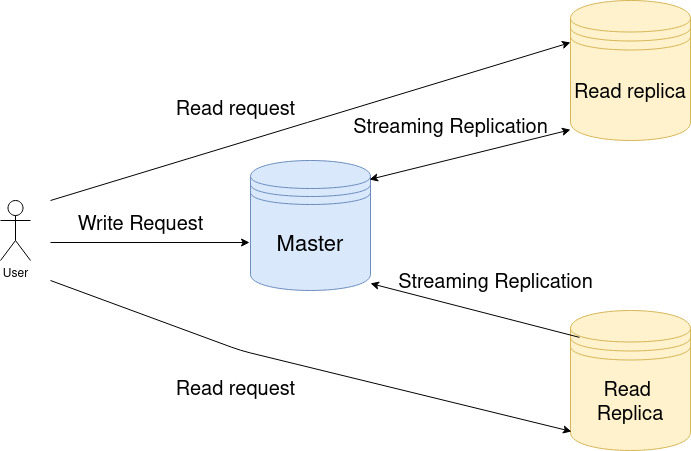 Read replica
Read request
Streaming Replication
Write Request
Master
User
Streaming Replication
Read request
Read
Replica